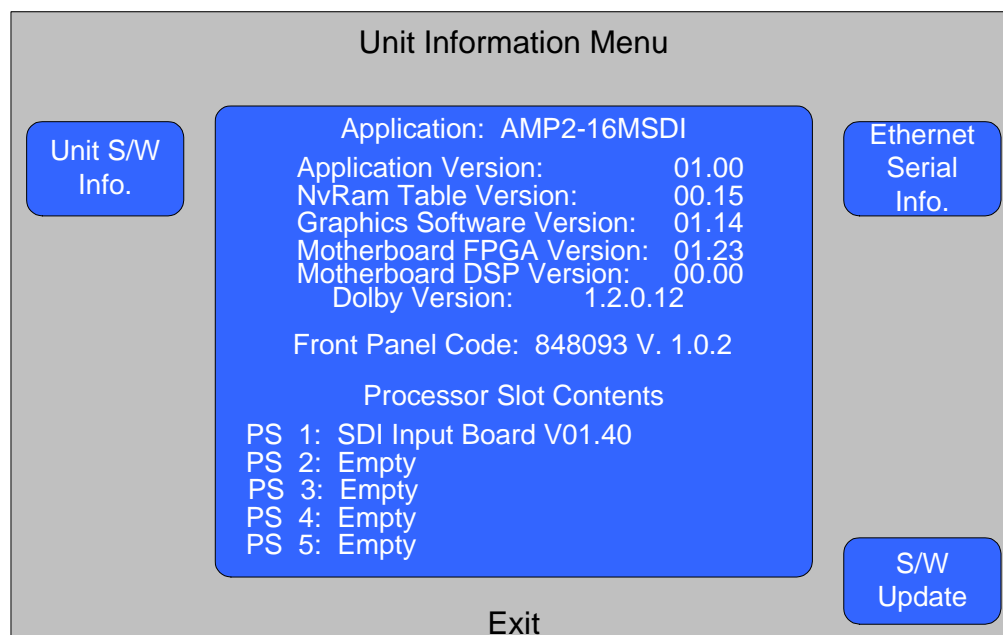 Unit Information Menu
Unit S/W
Info.
Application: AMP2-16MSDI
Application Version: 01.00
NvRam Table Version: 00.15
Graphics Software Version: 01.14
Motherboard FPGA Version: 01.23
Motherboard DSP Version: 00.00
Dolby Version: 1.2.0.12
Front Panel Code: 848093 V. 1.0.2
Processor Slot Contents
PS 1: SDI Input Board V01.40
PS 2: Empty
PS 3: Empty
PS 4: Empty
PS 5: Empty
Ethernet
Serial
Info.
S/W
Update
Exit